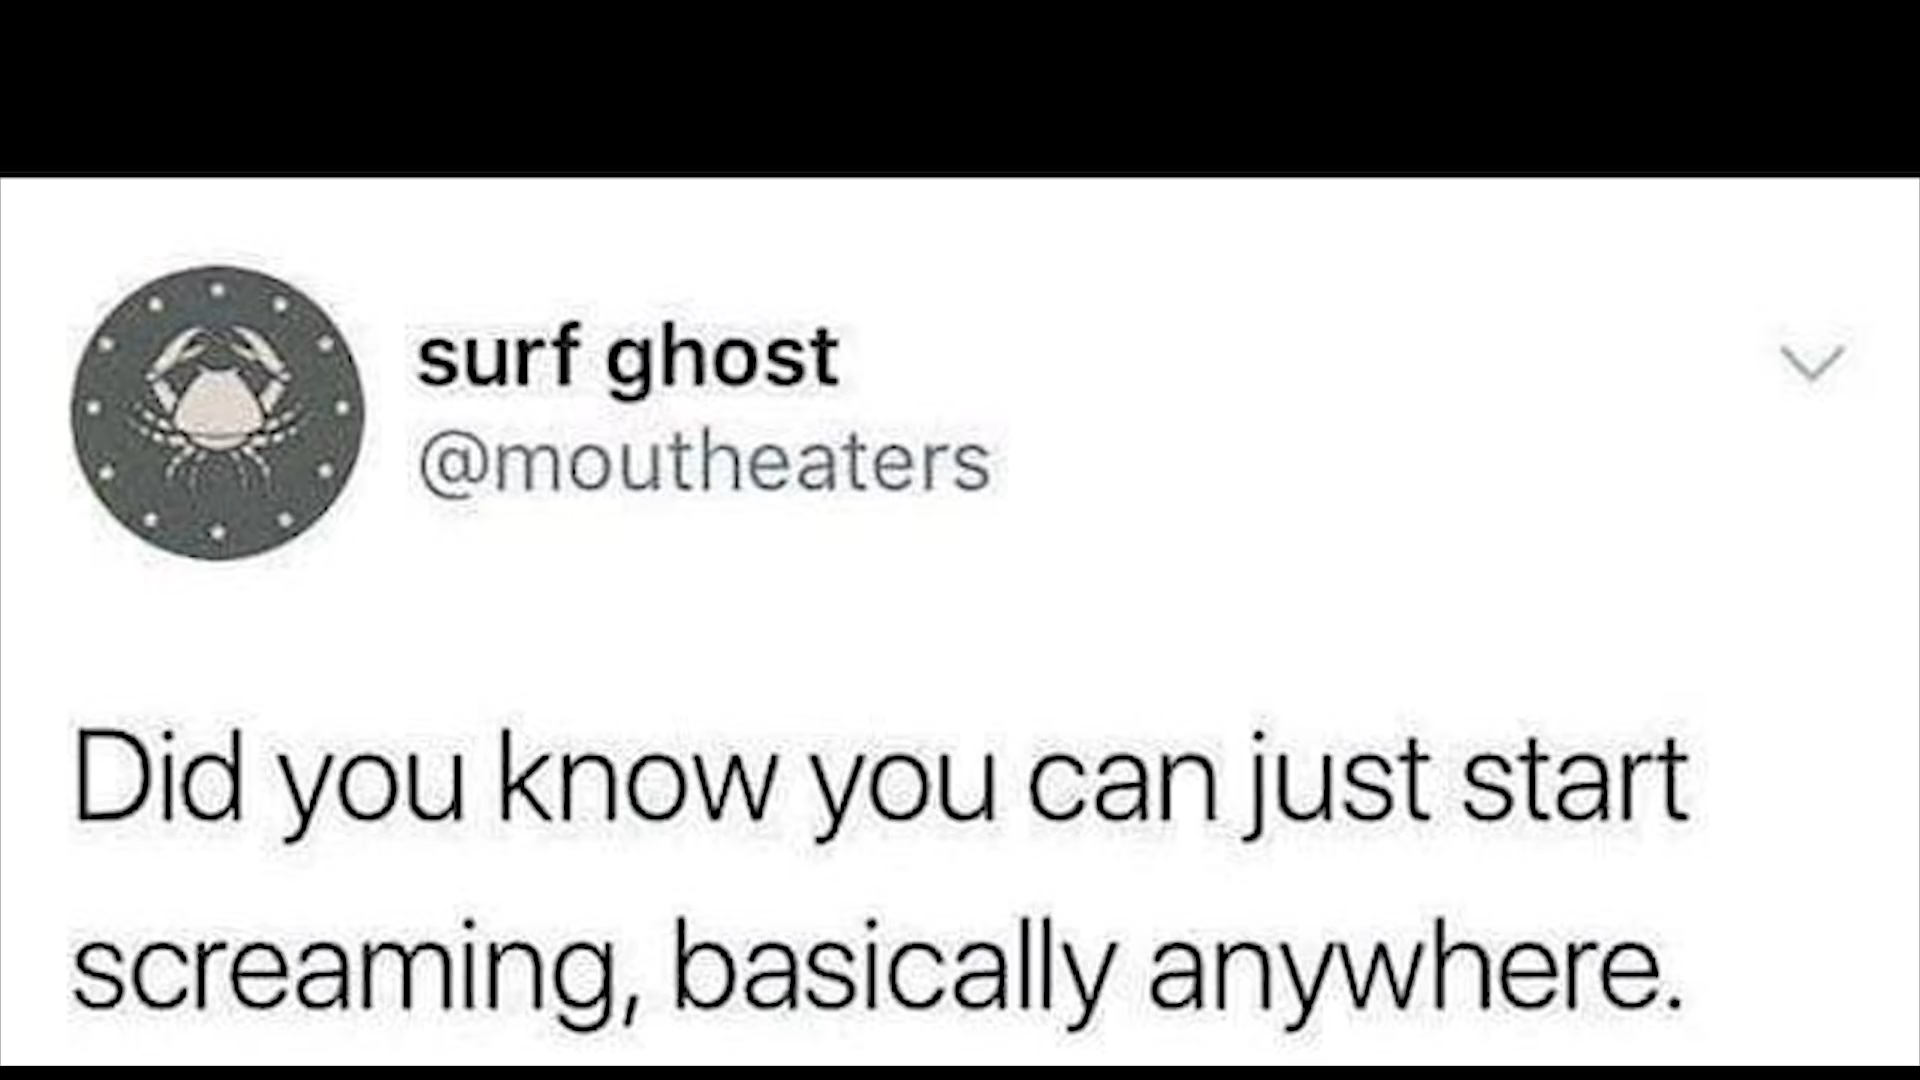 surf ghost
@moutheaters
Did you know you can just start
screaming, basically anywhere.